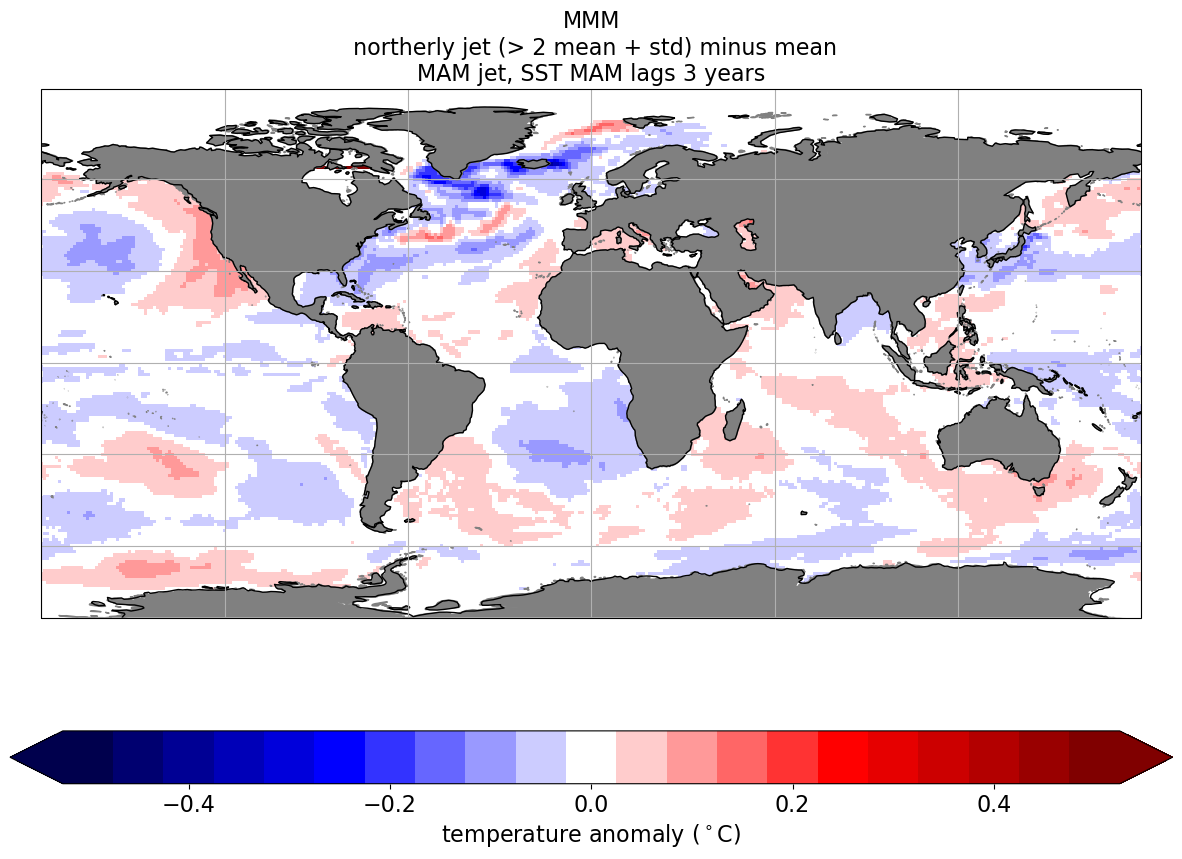 MMM
northerly jet (> 2 mean + std) minus mean
MAM jet, SST MAM lags 3 years
−0.4 −0.2 0.0 0.2 0.4
temperature anomaly (°C)